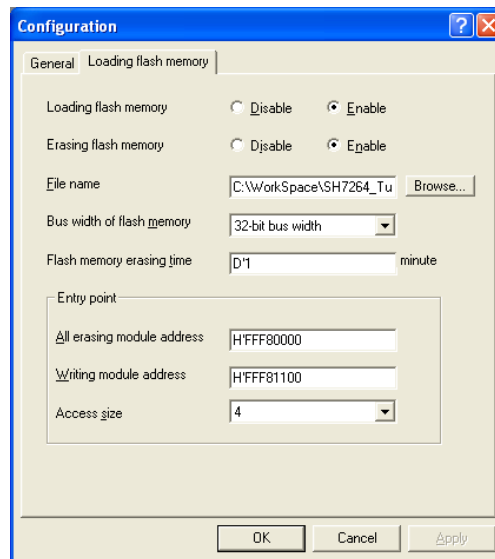 Configuration
General Loading flash memory
Loading flash memory Disable Enable
Erasing flash memory Disable Enable
File name C:\WorkSpace\SH7264_Tu Browse...
Bus width of flash memory 32-bit bus width
Flash memory erasing time D'1 minute
Entry point
All erasing module address H'FFF80000
Writing module address H'FFF81100
Access size 4
OK Cancel Apply